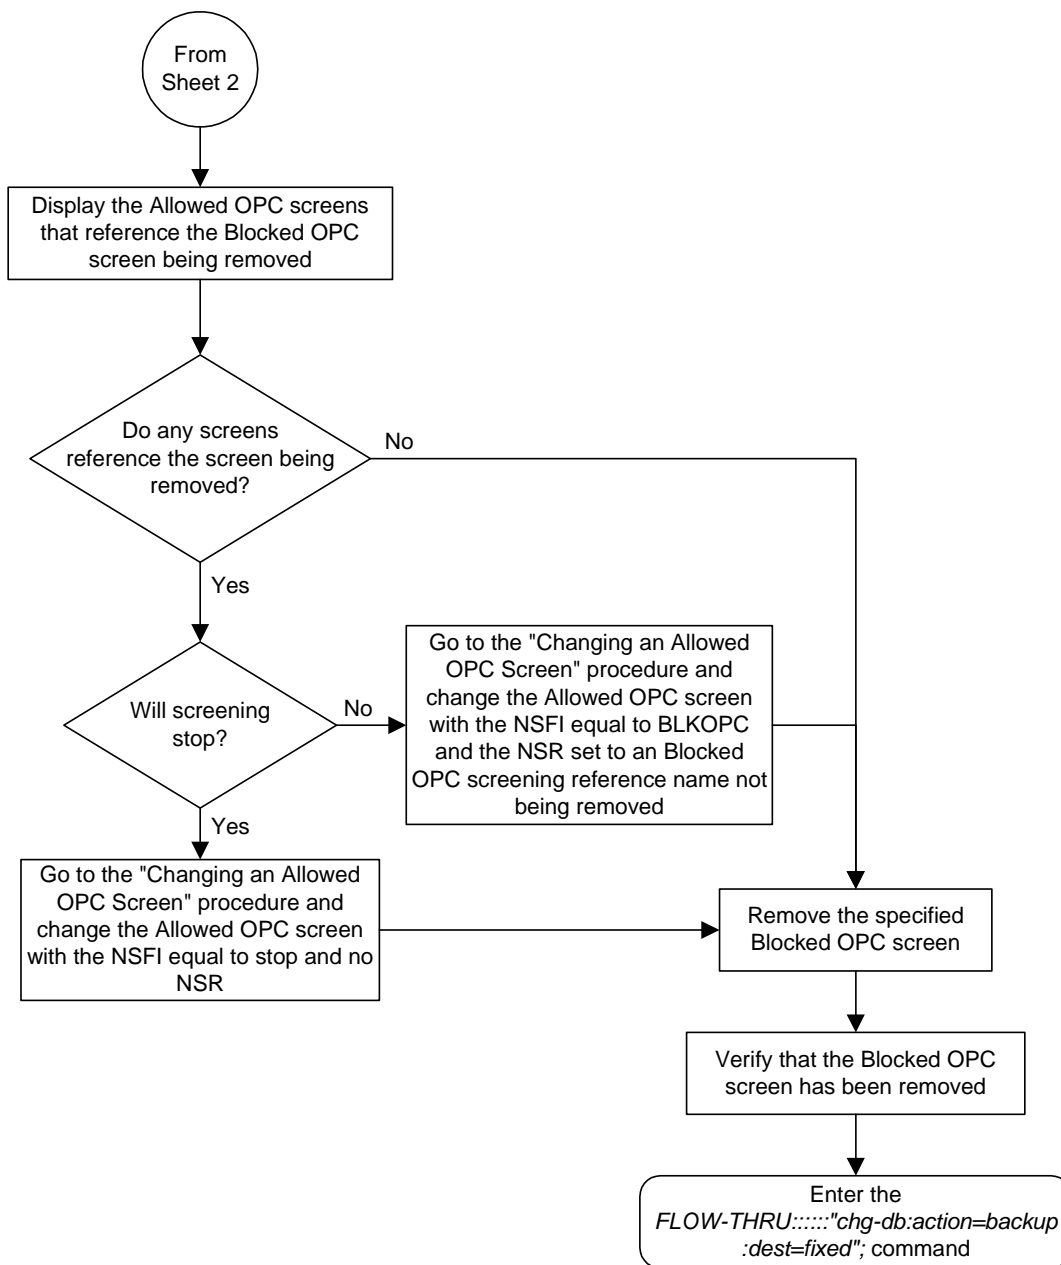 From
Sheet 2
Display the Allowed OPC screens
that reference the Blocked OPC
screen being removed
Do any screens
reference the screen being
removed?
No
Yes
Will screening
stop?
No
Go to the "Changing an Allowed
OPC Screen" procedure and
change the Allowed OPC screen
with the NSFI equal to BLKOPC
and the NSR set to an Blocked
OPC screening reference name not
being removed
Yes
Go to the "Changing an Allowed
OPC Screen" procedure and
change the Allowed OPC screen
with the NSFI equal to stop and no
NSR
Remove the specified
Blocked OPC screen
Verify that the Blocked OPC
screen has been removed
Enter the
FLOW-THRU::::::"chg-db:action=backup
:dest=fixed"; command